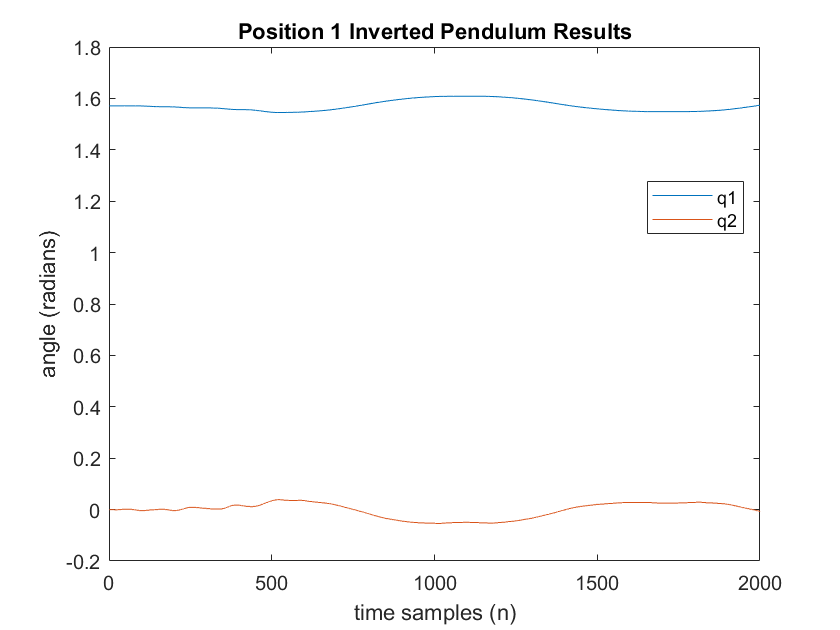 Position 1 Inverted Pendulum Results
1.8
1.6
1.4
1.2
1
0.8
0.6
0.4
0.2
0
-0.2
angle (radians)
q1
q2
0 500 1000 1500 2000
time samples (n)